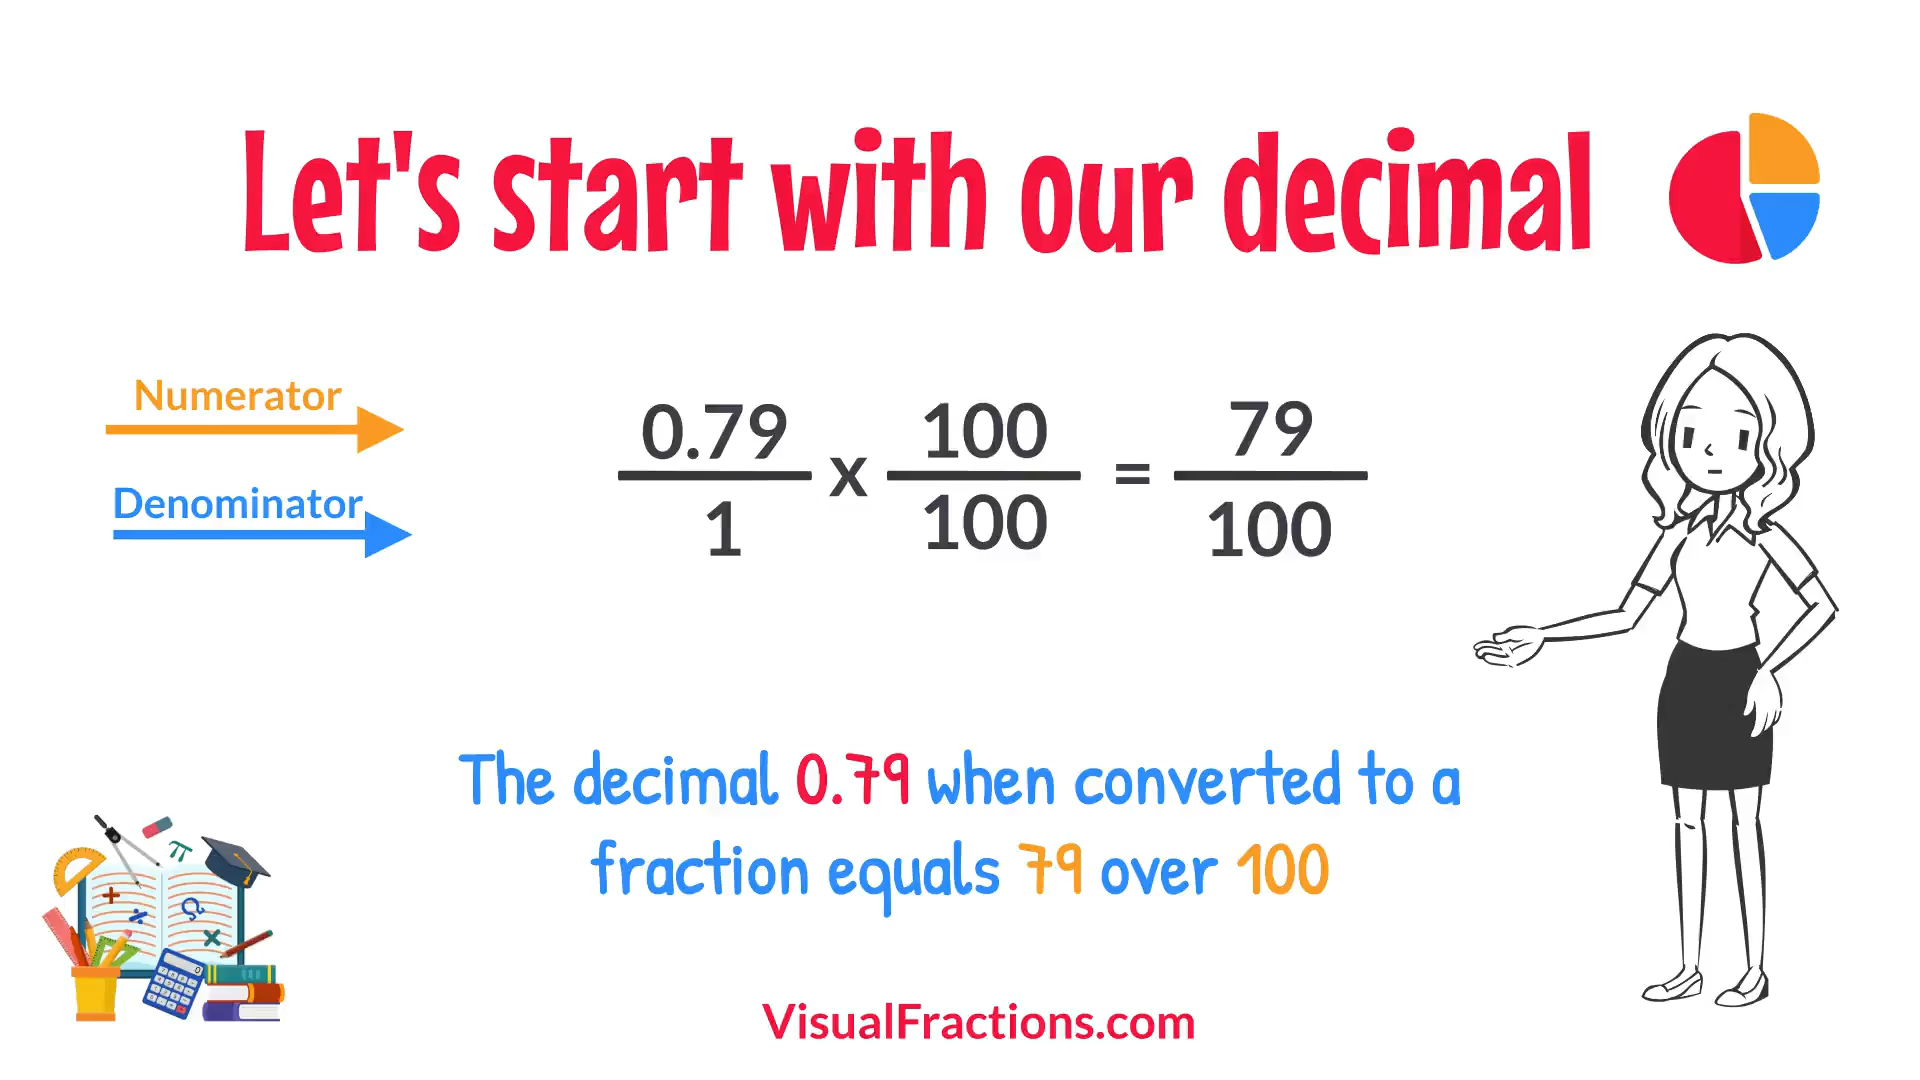 Let's start with our decimal
Numerator
Denominator
0.79 x 100 = 79
1 100 100
The decimal 0.79 when converted to a
fraction equals 79 over 100
VisualFractions.com